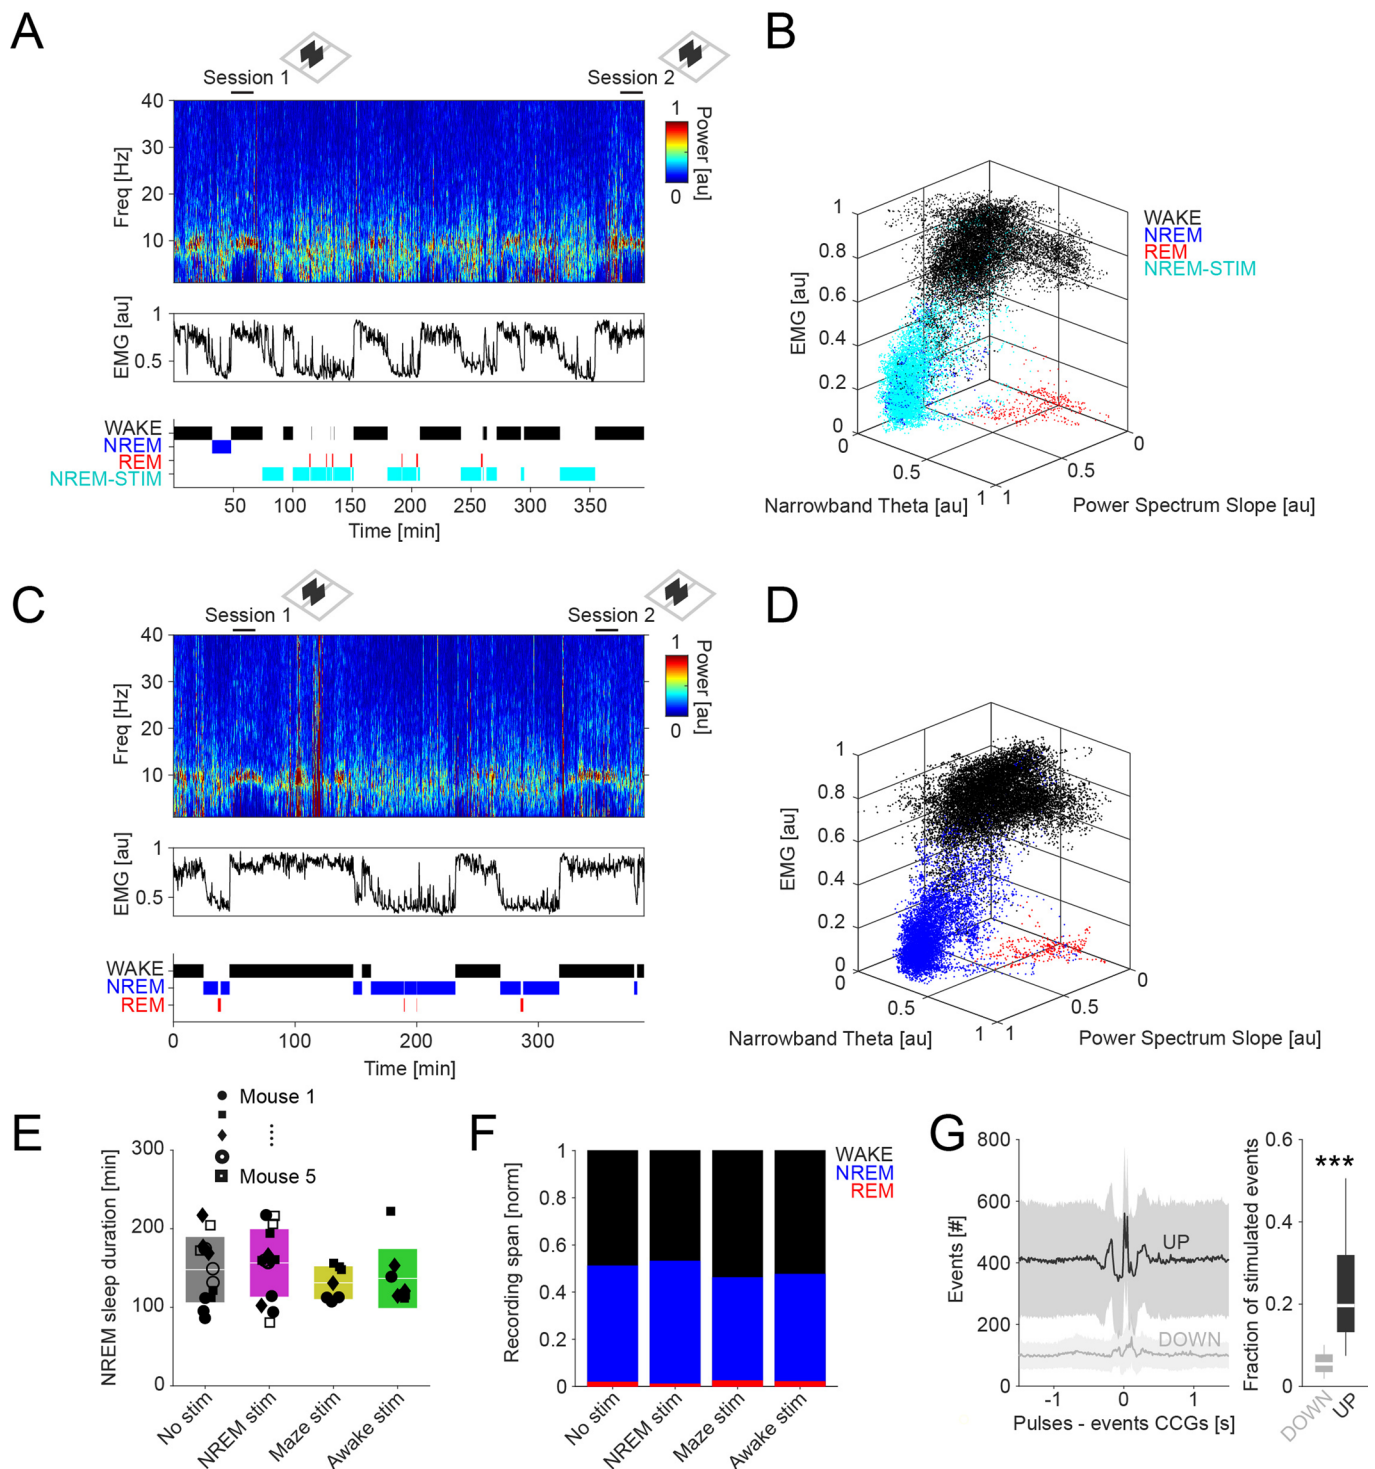 A
Session 1
Session 2
40
30
20
10
Freq [Hz]
1
0
Power [au]
1
0.5
EMG [au]
WAKE
NREM
REM
NREM-STIM
50 100 150 200 250 300 350
Time [min]
B
1
0.8
0.6
0.4
0.2
0
EMG [au]
0
0.5
1
1
0.5
0
Narrowband Theta [au]
Power Spectrum Slope [au]
WAKE
NREM
REM
NREM-STIM
C
Session 1
Session 2
40
30
20
10
Freq [Hz]
1
0
Power [au]
1
0.5
EMG [au]
WAKE
NREM
REM
0 100 200 300
Time [min]
D
1
0.8
0.6
0.4
0.2
0
EMG [au]
0
0.5
1
1
0.5
0
Narrowband Theta [au]
Power Spectrum Slope [au]
E
Mouse 1
Mouse 5
300
200
100
0
NREM sleep duration [min]
No stim
NREM stim
Maze stim
Awake stim
F
1
0.8
0.6
0.4
0.2
0
Recording span [norm]
WAKE
NREM
REM
No stim
NREM stim
Maze stim
Awake stim
G
800
600
400
200
0
Events [#]
UP
DOWN
-1 0 1
Pulses - events CCGs [s]
0.6
0.4
0.2
0
Fraction of stimulated events
***
DOWN
UP